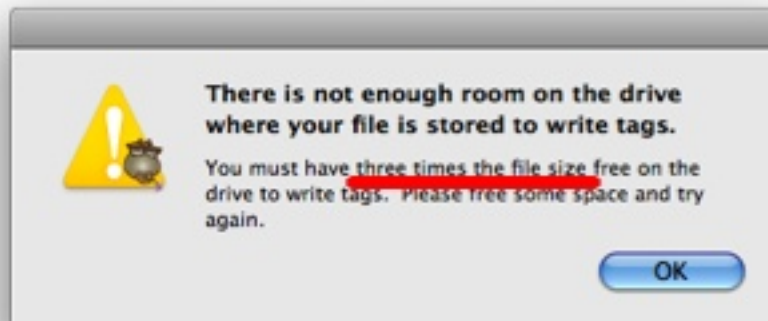 There is not enough room on the drive
where your file is stored to write tags.
You must have three times the file size free on the
drive to write tags. Please free some space and try
again.
OK